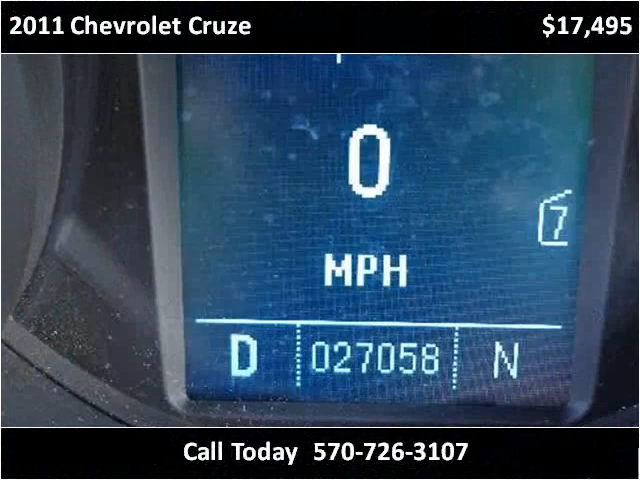 2011 Chevrolet Cruze $17,495
0
7
MPH
D 027058 N
Call Today 570-726-3107